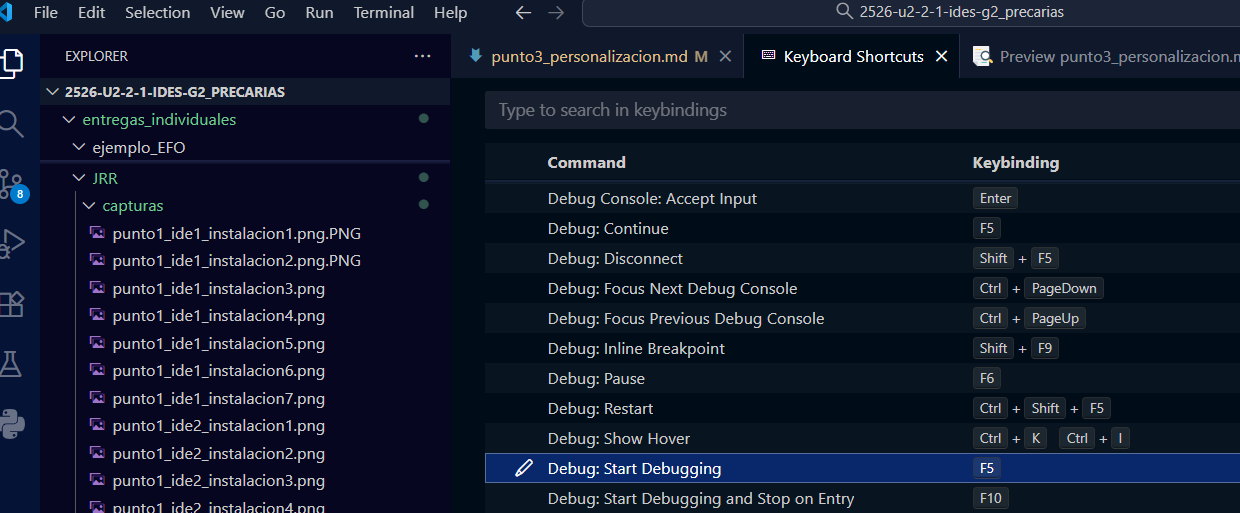 File Edit Selection View Go Run Terminal Help
2526-u2-2-1-ides-g2_precarias
EXPLORER
2526-U2-2-1-IDES-G2_PRECARIAS
entregas_individuales
ejemplo_EFO
JRR
capturas
punto1_ide1_instalacion1.png.PNG
punto1_ide1_instalacion2.png.PNG
punto1_ide1_instalacion3.png
punto1_ide1_instalacion4.png
punto1_ide1_instalacion5.png
punto1_ide1_instalacion6.png
punto1_ide1_instalacion7.png
punto1_ide2_instalacion1.png
punto1_ide2_instalacion2.png
punto1_ide2_instalacion3.png
punto1_ide2_instalacion4.png
8
punto3_personalizacion.md M
Keyboard Shortcuts
Preview punto3_personalizacion.m
Type to search in keybindings
Command Keybinding
Debug Console: Accept Input Enter
Debug: Continue F5
Debug: Disconnect Shift + F5
Debug: Focus Next Debug Console Ctrl + PageDown
Debug: Focus Previous Debug Console Ctrl + PageUp
Debug: Inline Breakpoint Shift + F9
Debug: Pause F6
Debug: Restart Ctrl + Shift + F5
Debug: Show Hover Ctrl + K Ctrl + I
Debug: Start Debugging F5
Debug: Start Debugging and Stop on Entry F10